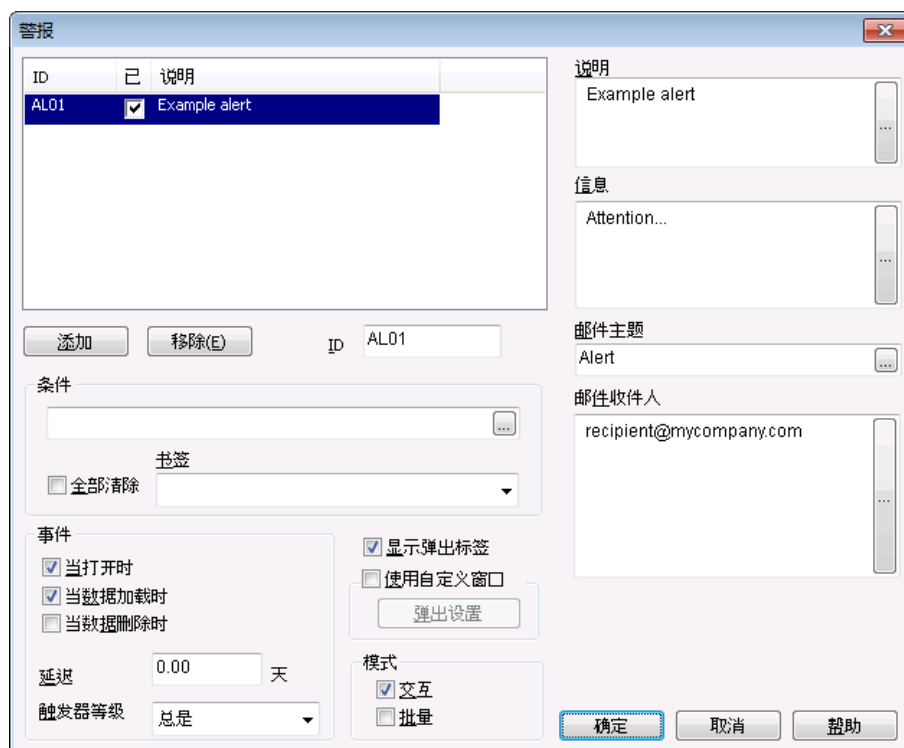 警报
ID 已 说明
AL01 Example alert
添加
移除(E)
ID AL01
条件
...
书签
全部清除
事件
当打开时
当数据加载时
当数据删除时
延迟 0.00 天
触发器等级 总是
显示弹出标签
使用自定义窗口
弹出设置
模式
交互
批量
说明
Example alert
...
信息
Attention...
...
邮件主题
Alert
...
邮件收件人
recipient@mycompany.com
...
确定
取消
帮助